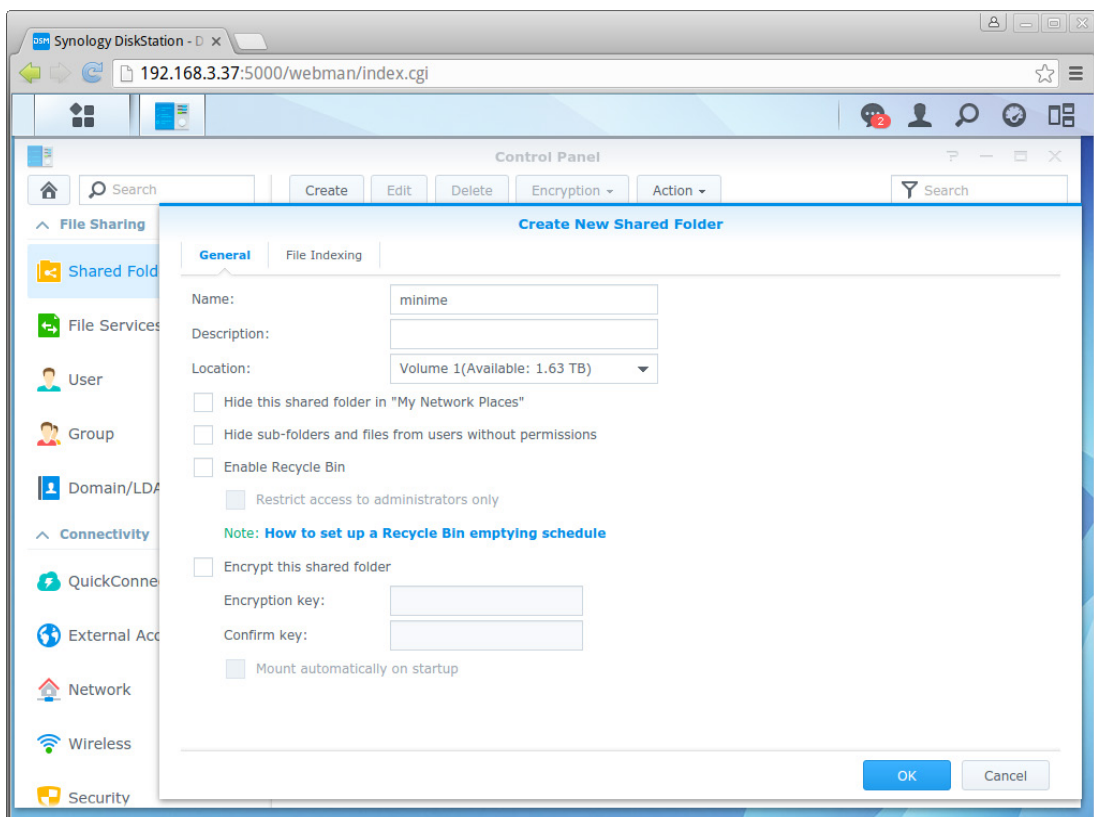 DSM Synology DiskStation - D
192.168.3.37:5000/webman/index.cgi
2
Control Panel
Search Create Edit Delete Encryption Action Search
File Sharing
Create New Shared Folder
General File Indexing
Shared Fold
Name: minime
File Services
Description:
Location: Volume 1(Available: 1.63 TB)
User
Hide this shared folder in "My Network Places"
Group
Hide sub-folders and files from users without permissions
Enable Recycle Bin
Domain/LDA
Restrict access to administrators only
Connectivity
Note: How to set up a Recycle Bin emptying schedule
Encrypt this shared folder
QuickConne
Encryption key:
External Acc
Confirm key:
Mount automatically on startup
Network
Wireless
OK Cancel
Security